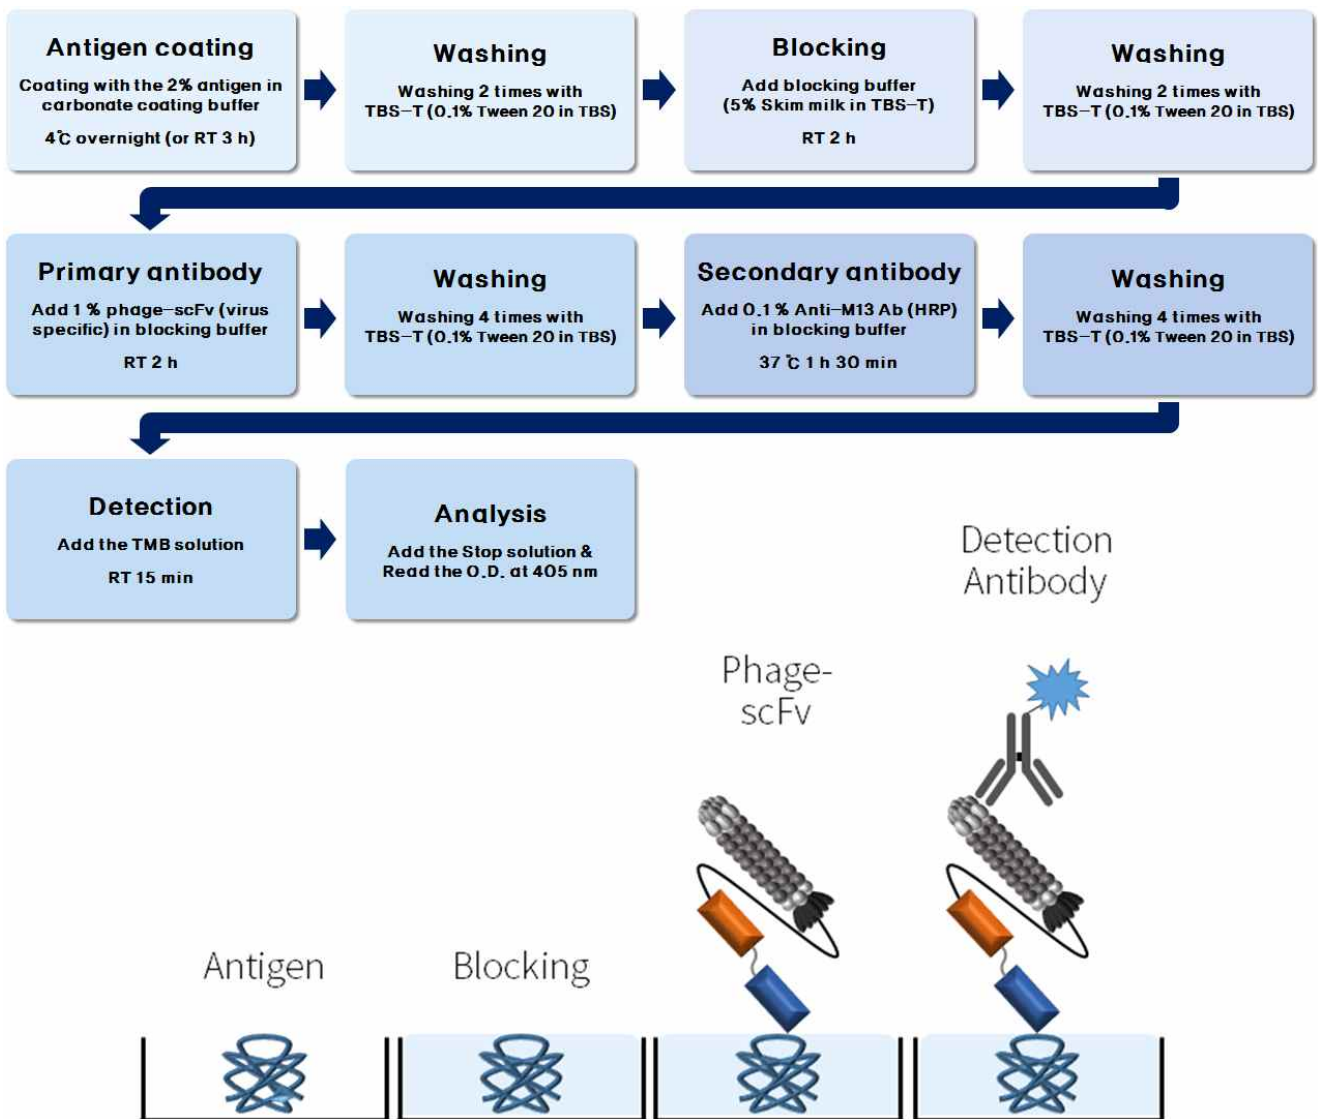 Antigen coating
Coating with the 2% antigen in
carbonate coating buffer
4℃ overnight (or RT 3 h)
Washing
Washing 2 times with
TBS-T (0.1% Tween 20 in TBS)
Blocking
Add blocking buffer
(5% Skim milk in TBS-T)
RT 2 h
Washing
Washing 2 times with
TBS-T (0.1% Tween 20 in TBS)
Primary antibody
Add 1 % phage-scFv (virus
specific) in blocking buffer
RT 2 h
Washing
Washing 4 times with
TBS-T (0.1% Tween 20 in TBS)
Secondary antibody
Add 0.1 % Anti-M13 Ab (HRP)
in blocking buffer
37 ℃ 1 h 30 min
Washing
Washing 4 times with
TBS-T (0.1% Tween 20 in TBS)
Detection
Add the TMB solution
RT 15 min
Analysis
Add the Stop solution &
Read the O.D. at 405 nm
Antigen
Blocking
Phage-
scFv
Detection
Antibody